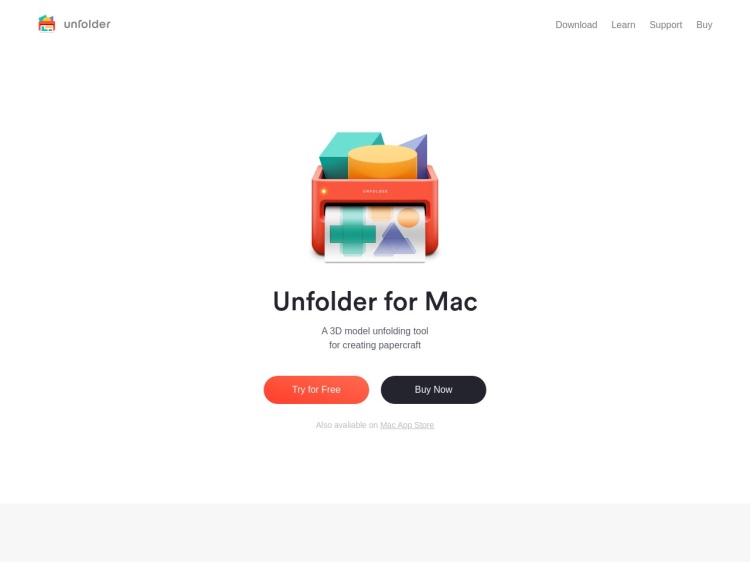 unfolder
Download Learn Support Buy
UNFOLDER
Unfolder for Mac
A 3D model unfolding tool
for creating papercraft
Try for Free Buy Now
Also avaliable on Mac App Store